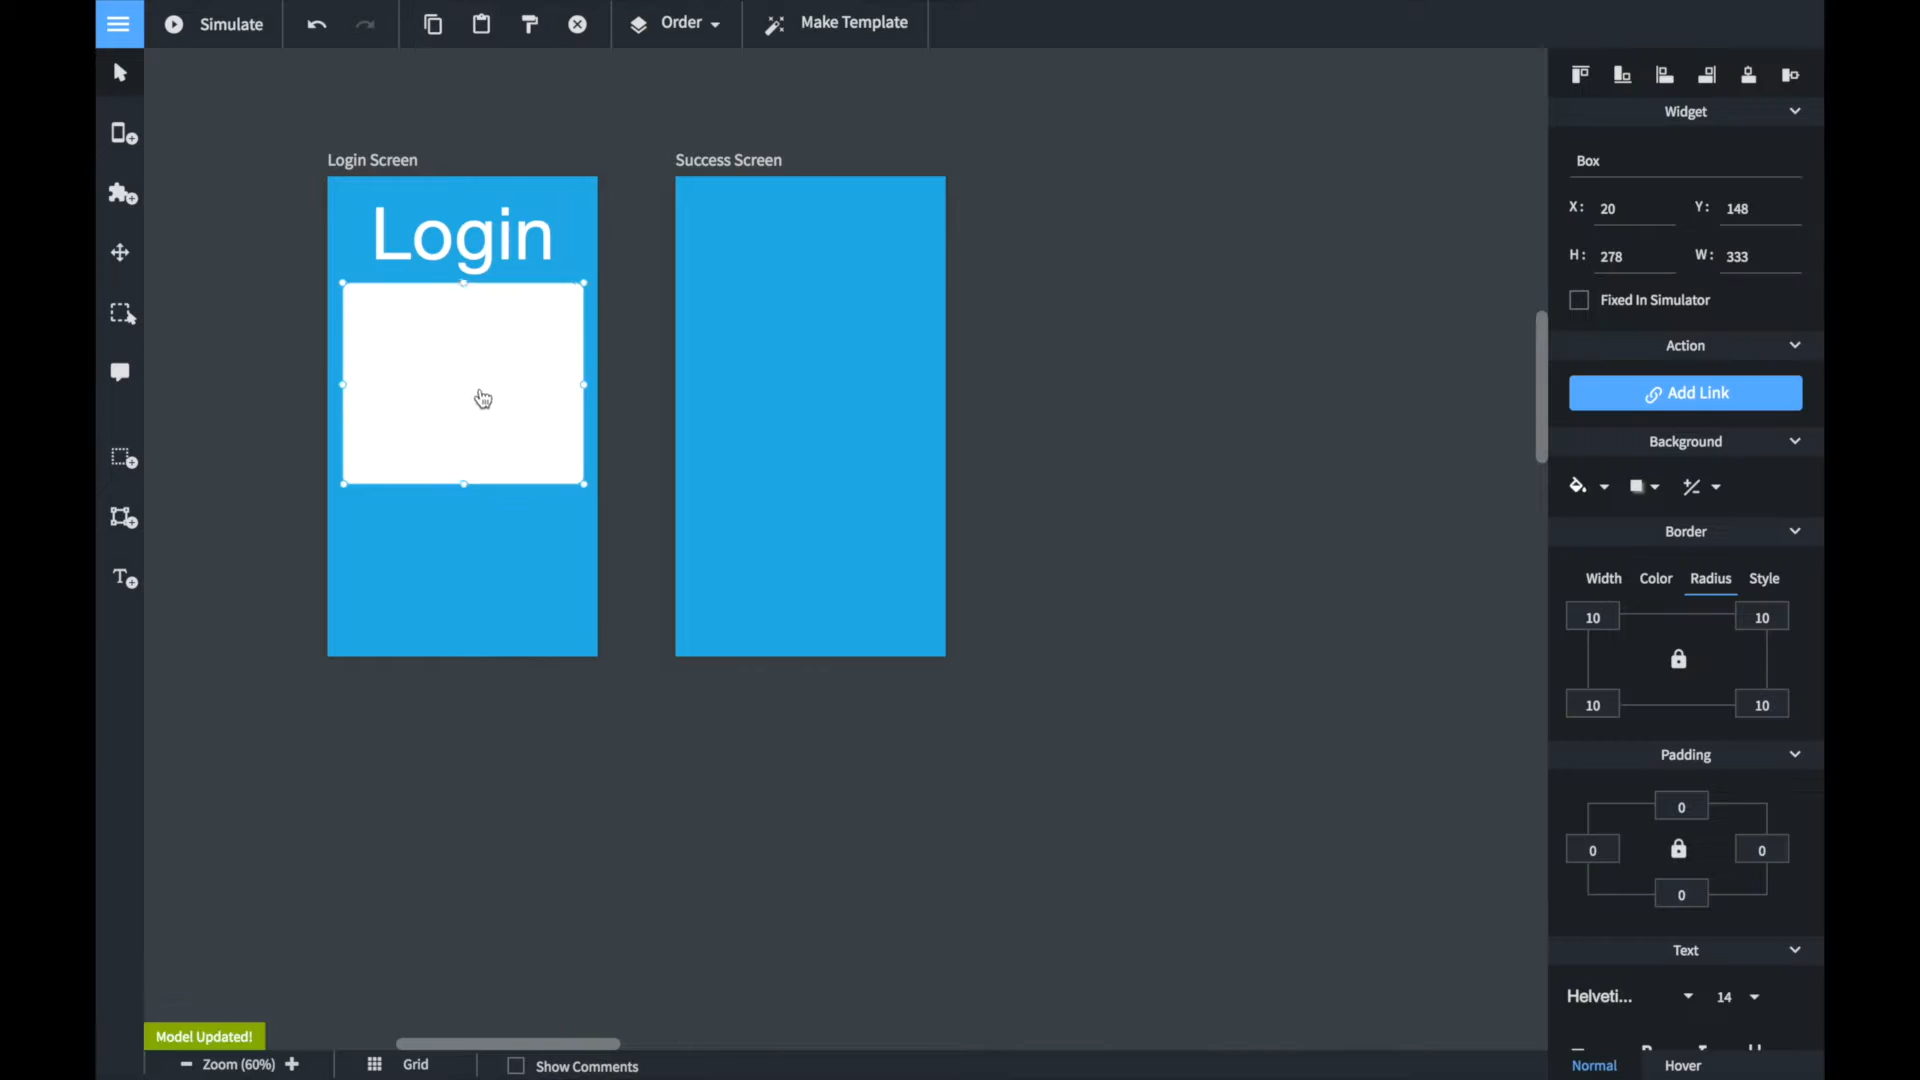 Simulate
Order
Make Template
Login Screen
Success Screen
Login
Widget
Box
X: 20 Y: 148
H: 278 W: 333
Fixed In Simulator
Action
Add Link
Background
Border
Width Color Radius Style
10 10
10 10
Padding
0
0 0
0
Text
Helveti... 14
Normal Hover
Model Updated!
Zoom (60%) Grid Show Comments